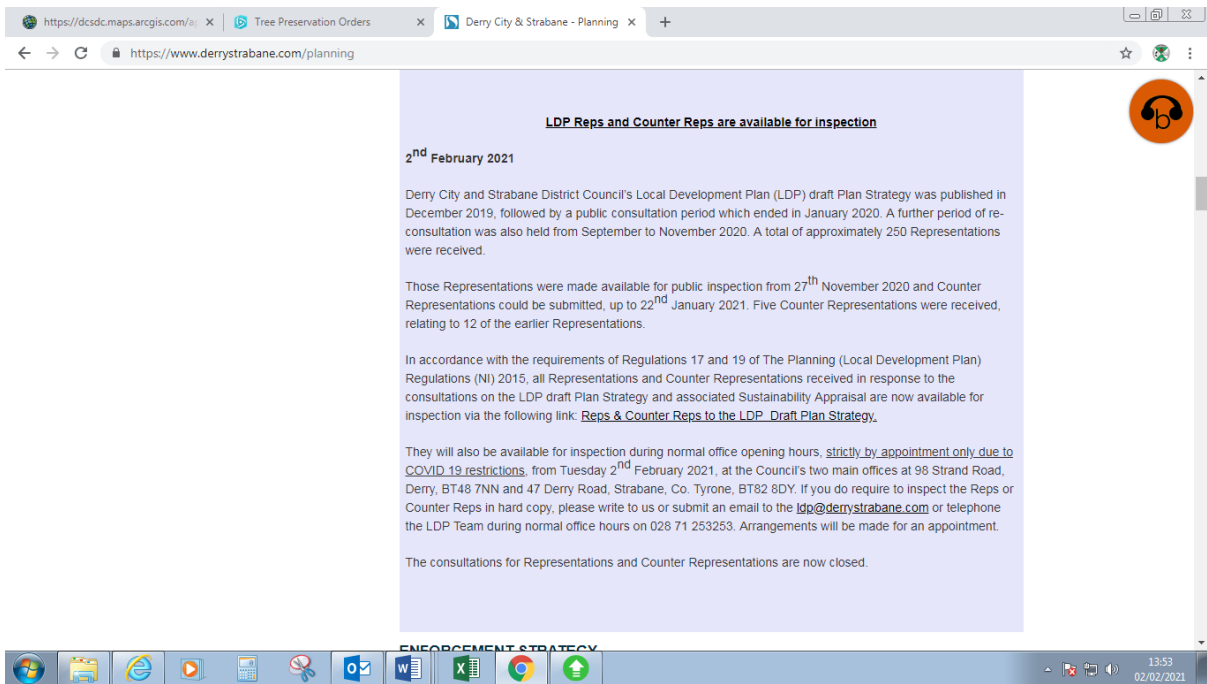 https://dcsdc.maps.arcgis.com/ap
Tree Preservation Orders
Derry City & Strabane - Planning
https://www.derrystrabane.com/planning
LDP Reps and Counter Reps are available for inspection
2nd February 2021
Derry City and Strabane District Council's Local Development Plan (LDP) draft Plan Strategy was published in
December 2019, followed by a public consultation period which ended in January 2020. A further period of re-
consultation was also held from September to November 2020. A total of approximately 250 Representations
were received.
Those Representations were made available for public inspection from 27th November 2020 and Counter
Representations could be submitted, up to 22nd January 2021. Five Counter Representations were received,
relating to 12 of the earlier Representations.
In accordance with the requirements of Regulations 17 and 19 of The Planning (Local Development Plan)
Regulations (NI) 2015, all Representations and Counter Representations received in response to the
consultations on the LDP draft Plan Strategy and associated Sustainability Appraisal are now available for
inspection via the following link: Reps & Counter Reps to the LDP Draft Plan Strategy.
They will also be available for inspection during normal office opening hours, strictly by appointment only due to
COVID 19 restrictions, from Tuesday 2nd February 2021, at the Council's two main offices at 98 Strand Road,
Derry, BT48 7NN and 47 Derry Road, Strabane, Co. Tyrone, BT82 8DY. If you do require to inspect the Reps or
Counter Reps in hard copy, please write to us or submit an email to the ldp@derrystrabane.com or telephone
the LDP Team during normal office hours on 028 71 253253. Arrangements will be made for an appointment.
The consultations for Representations and Counter Representations are now closed.
ENFORCEMENT STRATEGY
13:53
02/02/2021